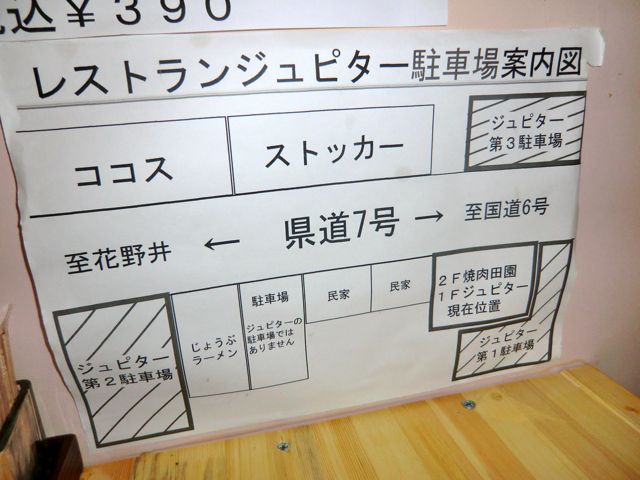 込￥３９０
レストランジュピター駐車場案内図
ココス
ストッカー
ジュピター
第３駐車場
至花野井
←
県道7号
→
至国道6号
ジュピター
第２駐車場
じょうぶ
ラーメン
駐車場
ジュピターの
駐車場では
ありません
民家
民家
２Ｆ焼肉田園
１Ｆジュピター
現在位置
ジュピター
第１駐車場